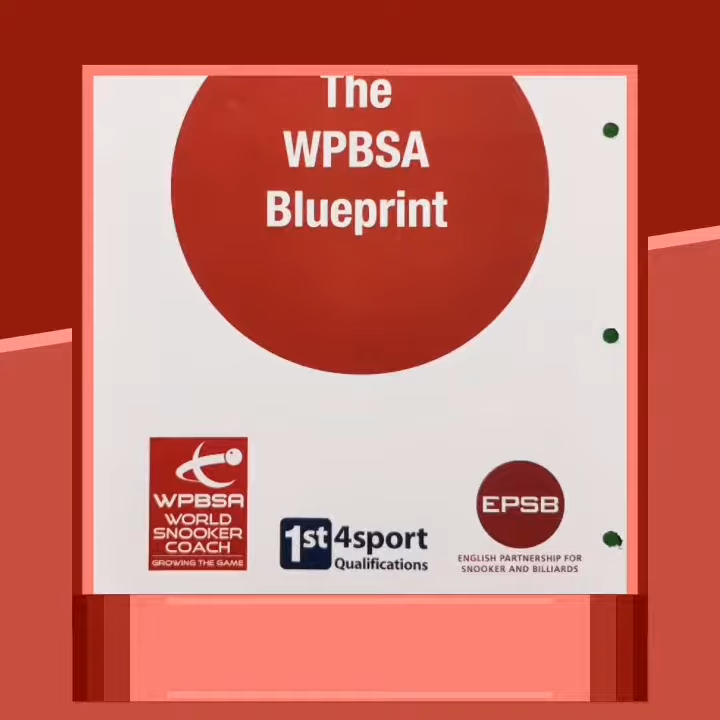 The
WPBSA
Blueprint
WPBSA
WORLD
SNOOKER
COACH
GROWING THE GAME
1st4sport
Qualifications
EPSB
ENGLISH PARTNERSHIP FOR
SNOOKER AND BILLIARDS